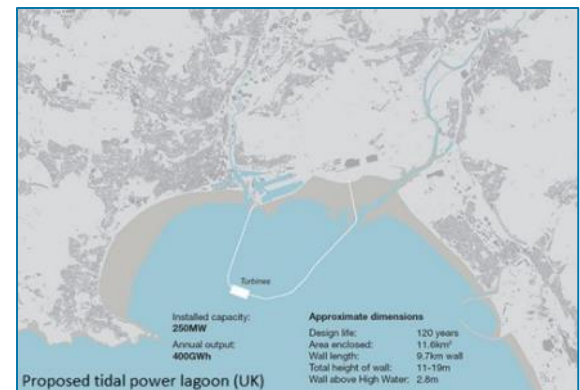 Turbines
Installed capacity:
250MW
Annual output:
400GWh
Approximate dimensions
Design life: 120 years
Area enclosed: 11.6km²
Wall length: 9.7km wall
Total height of wall: 11-19m
Wall above High Water: 2.8m
Proposed tidal power lagoon (UK)